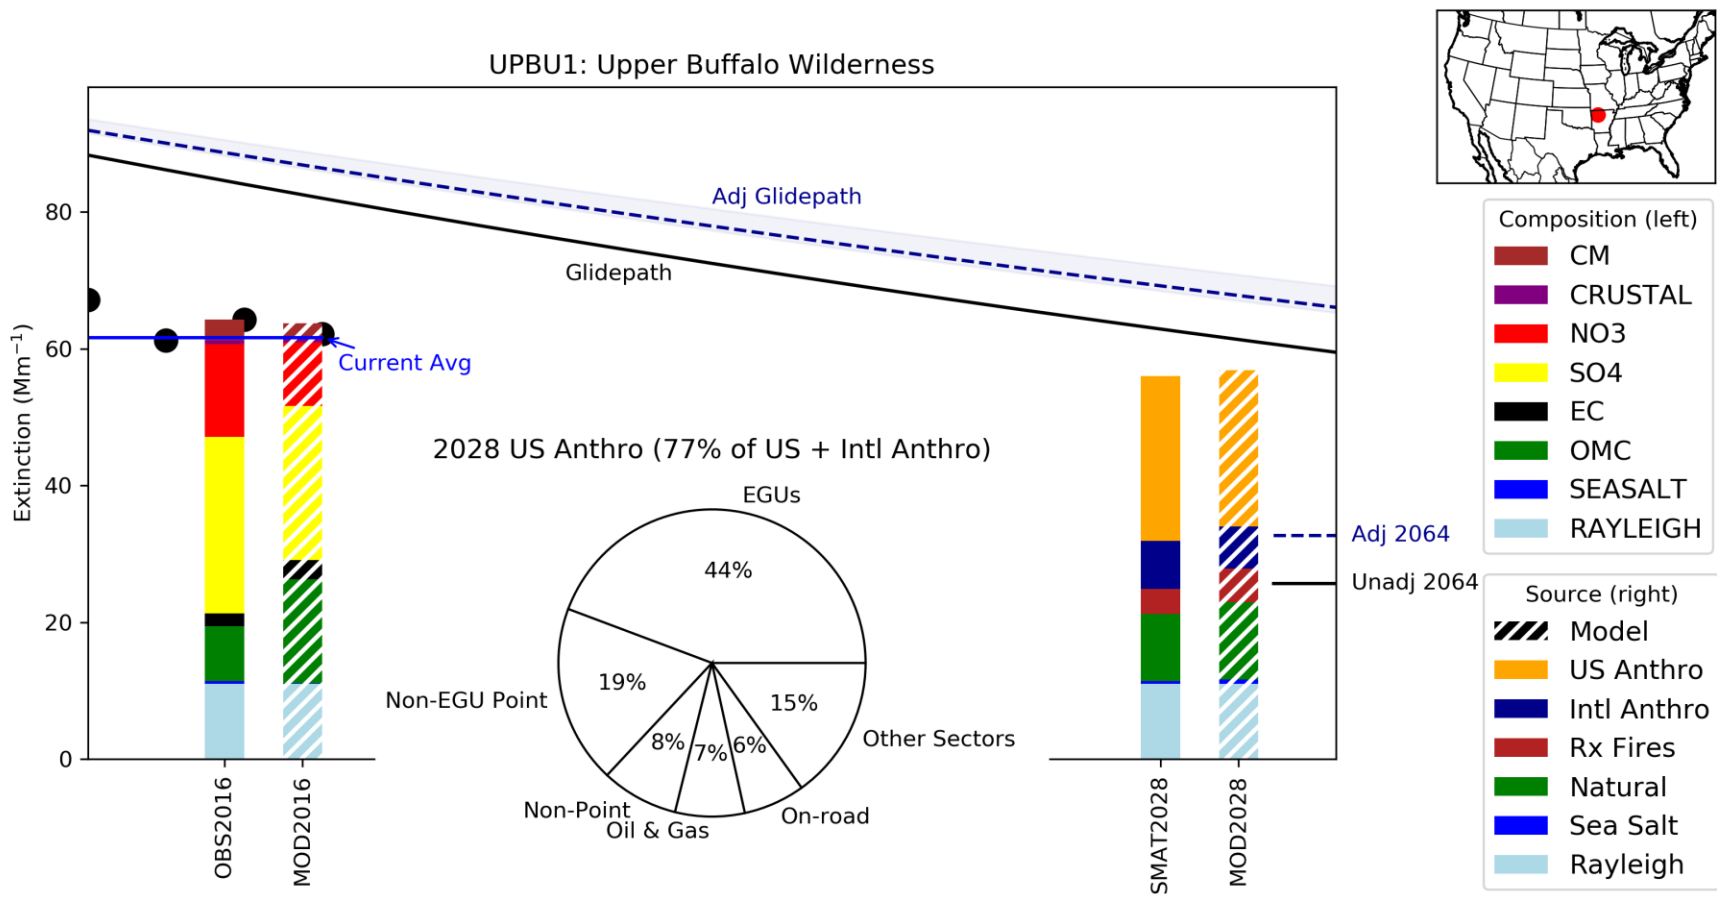 UPBU1: Upper Buffalo Wilderness
Extinction (Mm⁻¹)
80
60
40
20
0
Adj Glidepath
Glidepath
Current Avg
2028 US Anthro (77% of US + Intl Anthro)
EGUs
44%
Non-EGU Point
19%
Non-Point
8%
Oil & Gas
7%
On-road
6%
Other Sectors
15%
Adj 2064
Unadj 2064
OBS2016
MOD2016
SMAT2028
MOD2028
Composition (left)
CM
CRUSTAL
NO3
SO4
EC
OMC
SEASALT
RAYLEIGH
Source (right)
Model
US Anthro
Intl Anthro
Rx Fires
Natural
Sea Salt
Rayleigh